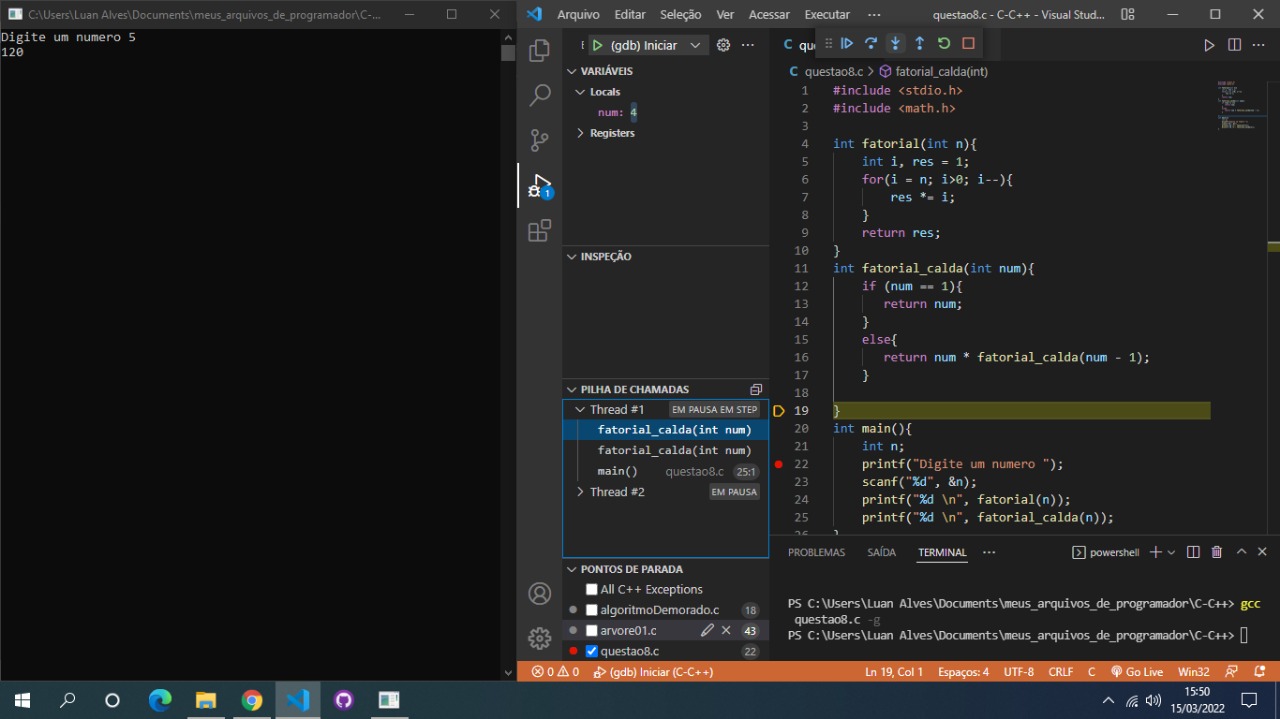 C:\Users\Luan Alves\Documents\meus_arquivos_de_programador\C-C...
Digite um numero 5
120
Arquivo Editar Seleção Ver Acessar Executar ··· questao8.c - C-C++ - Visual Stud...
(gdb) Iniciar ···
VARIÁVEIS
Locals
num: 4
Registers
INSPEÇÃO
PILHA DE CHAMADAS
Thread #1 EM PAUSA EM STEP
fatorial_calda(int num)
fatorial_calda(int num)
main() questao8.c 25:1
Thread #2 EM PAUSA
PONTOS DE PARADA
All C++ Exceptions
algoritmoDemorado.c 18
arvore01.c 43
questao8.c 22
1
C qu
C questao8.c > fatorial_calda(int)
1 #include <stdio.h>
2 #include <math.h>
3
4 int fatorial(int n){
5 int i, res = 1;
6 for(i = n; i>0; i--){
7 res *= i;
8 }
9 return res;
10 }
11 int fatorial_calda(int num){
12 if (num == 1){
13 return num;
14 }
15 else{
16 return num * fatorial_calda(num - 1);
17 }
18
19 }
20 int main(){
21 int n;
22 printf("Digite um numero ");
23 scanf("%d", &n);
24 printf("%d \n", fatorial(n));
25 printf("%d \n", fatorial_calda(n));
26 }
PROBLEMAS SAÍDA TERMINAL ··· powershell
PS C:\Users\Luan Alves\Documents\meus_arquivos_de_programador\C-C++> gcc
questao8.c -g
PS C:\Users\Luan Alves\Documents\meus_arquivos_de_programador\C-C++>
0 0 (gdb) Iniciar (C-C++) Ln 19, Col 1 Espaços: 4 UTF-8 CRLF C Go Live Win32
15:50
15/03/2022